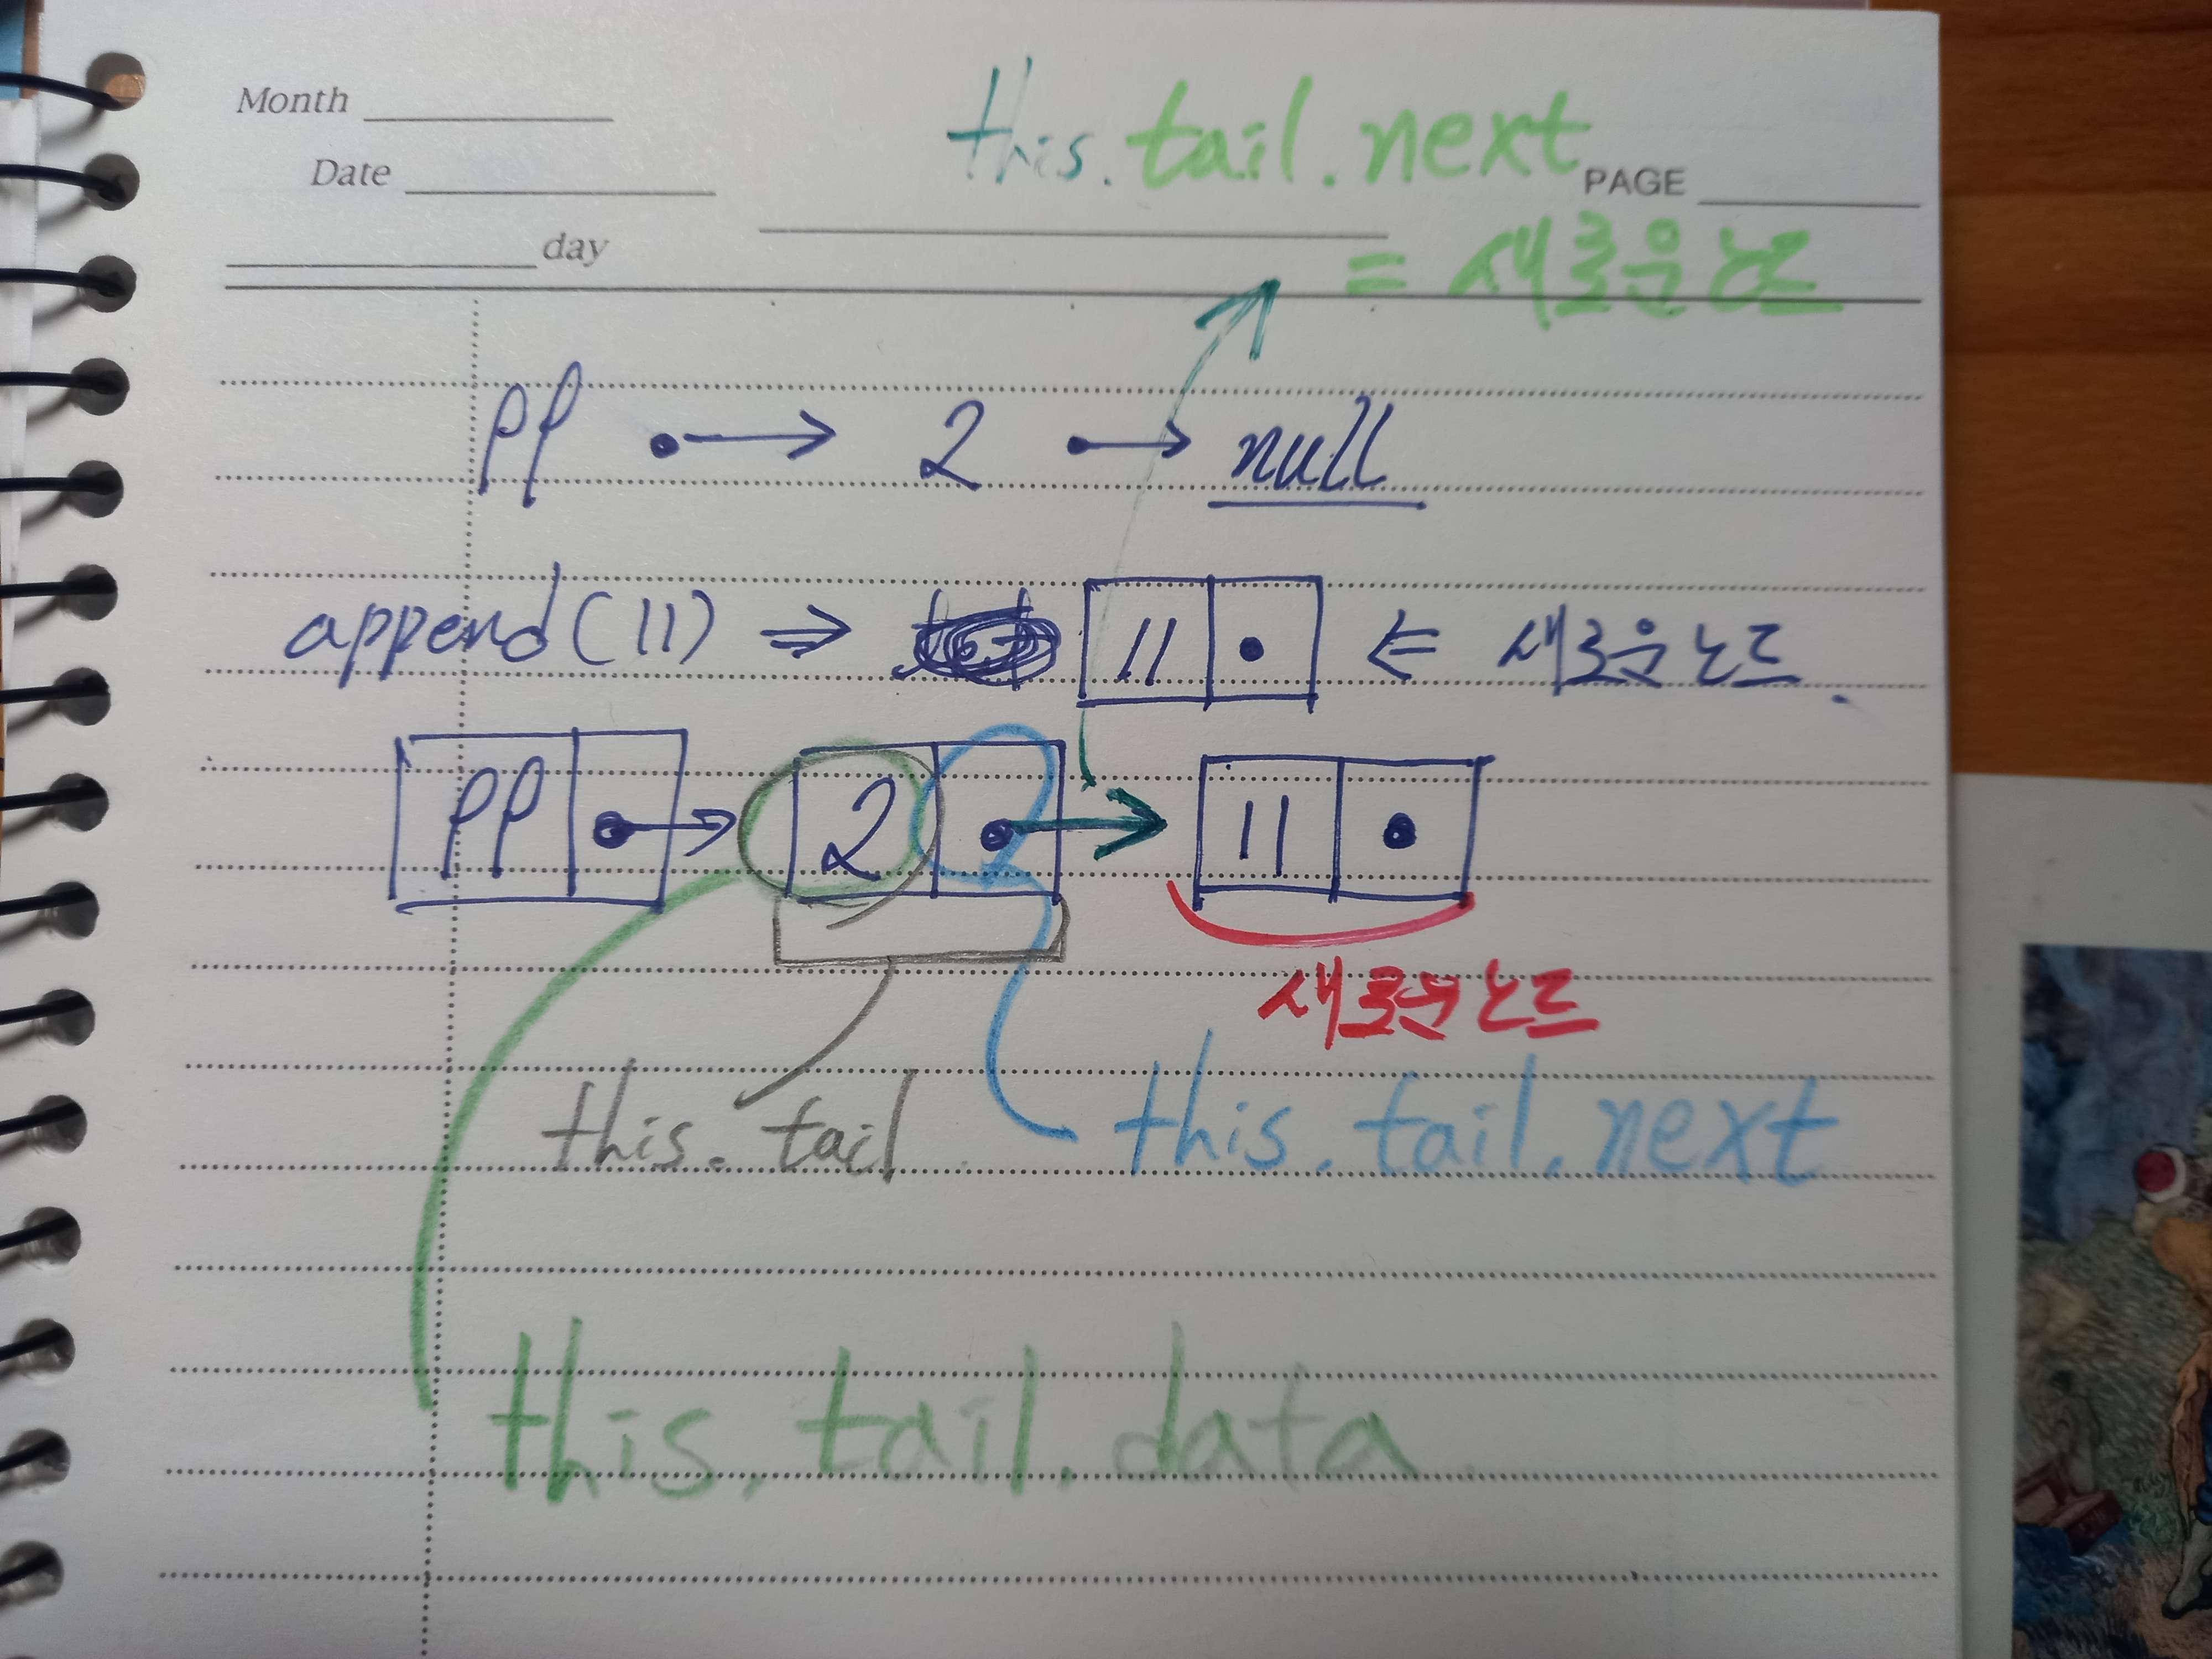 Month
this.tail.next
Date
PAGE
day
= 새로운 노드
pp → 2 → null
append(11) ⇒ 11 ⇐ 새로운 노드.
pp → 2 → 11
새로운 노드
this.tail
this.tail.next
this.tail.data